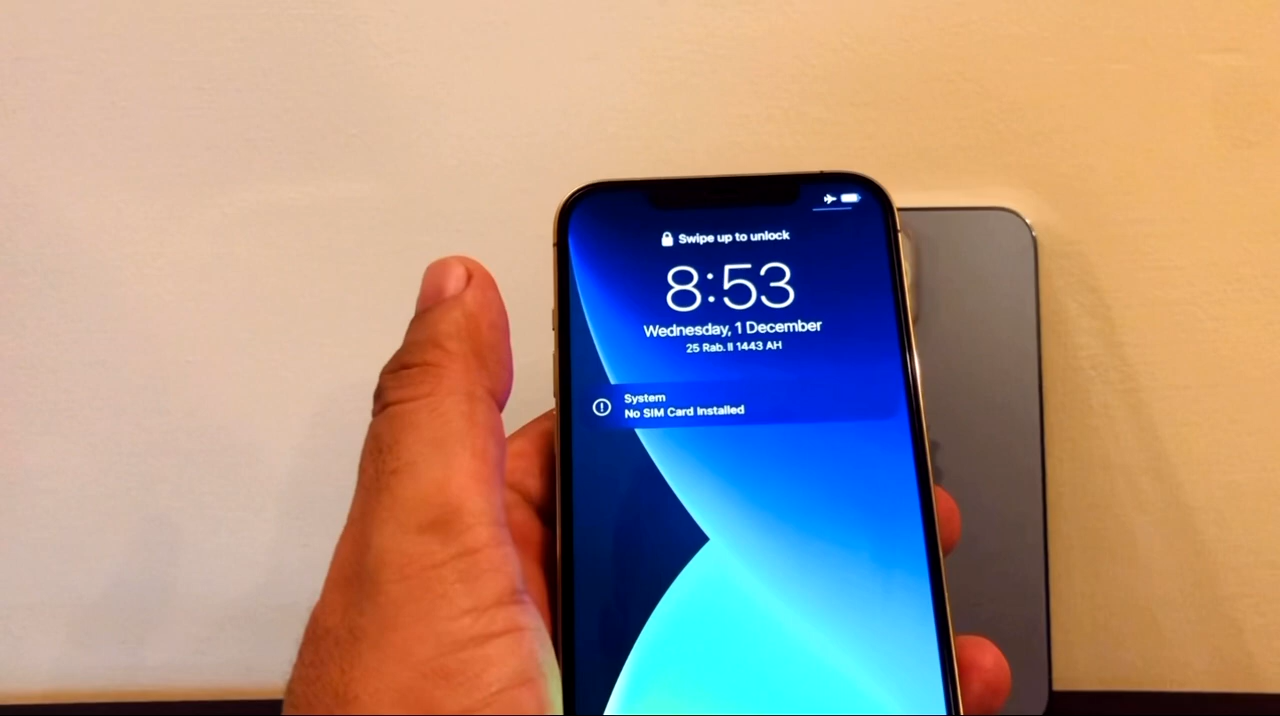 Swipe up to unlock
8:53
Wednesday, 1 December
25 Rab. II 1443 AH
System
No SIM Card Installed